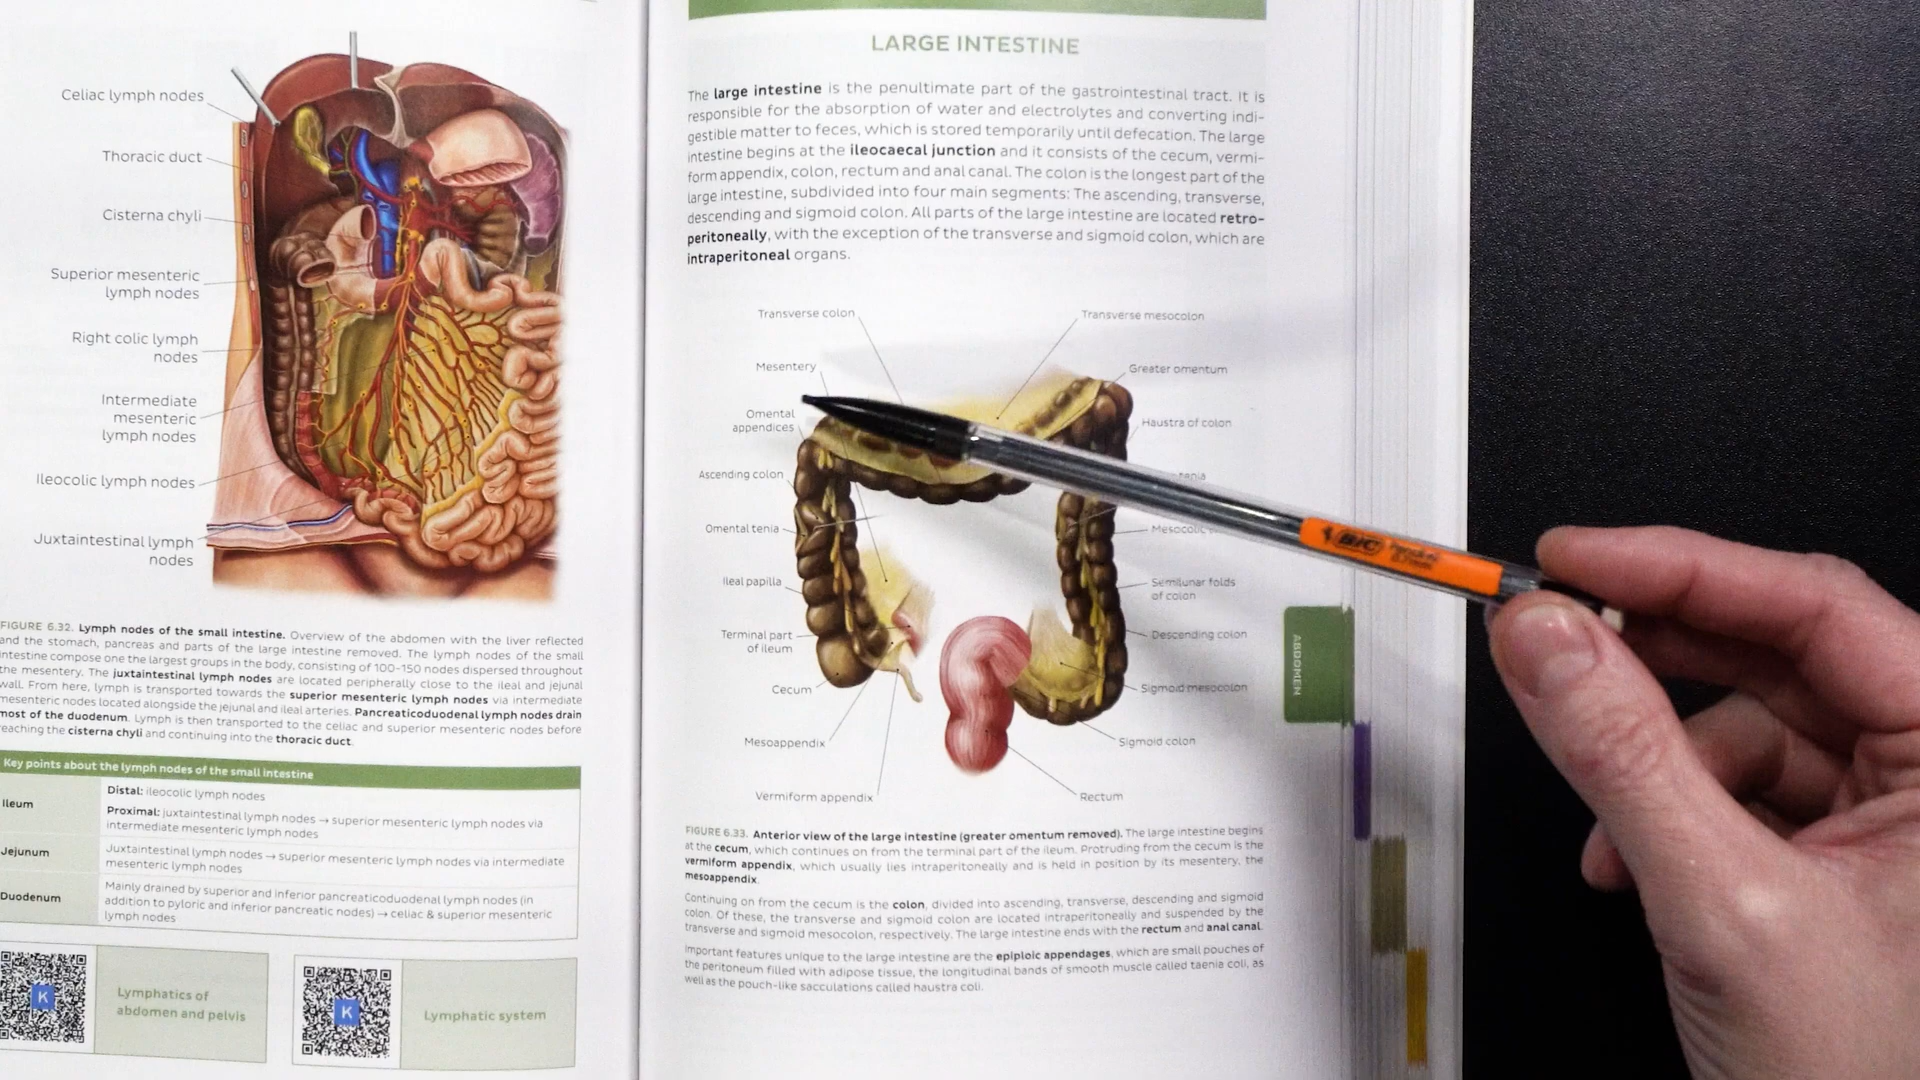 Celiac lymph nodes
Thoracic duct
Cisterna chyli
Superior mesenteric
lymph nodes
Right colic lymph
nodes
Intermediate
mesenteric
lymph nodes
Ileocolic lymph nodes
Juxtaintestinal lymph
nodes
FIGURE 6.32. Lymph nodes of the small intestine. Overview of the abdomen with the liver reflected
and the stomach, pancreas and parts of the large intestine removed. The lymph nodes of the small
intestine compose one the largest groups in the body, consisting of 100-150 nodes dispersed throughout
the mesentery. The juxtaintestinal lymph nodes are located peripherally close to the ileal and jejunal
wall. From here, lymph is transported towards the superior mesenteric lymph nodes via intermediate
mesenteric nodes located alongside the jejunal and ileal arteries. Pancreaticoduodenal lymph nodes drain
most of the duodenum. Lymph is then transported to the celiac and superior mesenteric nodes before
reaching the cisterna chyli and continuing into the thoracic duct.
Key points about the lymph nodes of the small intestine
Ileum
Distal: ileocolic lymph nodes
Proximal: juxtaintestinal lymph nodes → superior mesenteric lymph nodes via
intermediate mesenteric lymph nodes
Jejunum
Juxtaintestinal lymph nodes → superior mesenteric lymph nodes via intermediate
mesenteric lymph nodes
Duodenum
Mainly drained by superior and inferior pancreaticoduodenal lymph nodes (in
addition to pyloric and inferior pancreatic nodes) → celiac & superior mesenteric
lymph nodes
K
Lymphatics of
abdomen and pelvis
K
Lymphatic system
LARGE INTESTINE
The large intestine is the penultimate part of the gastrointestinal tract. It is
responsible for the absorption of water and electrolytes and converting indi-
gestible matter to feces, which is stored temporarily until defecation. The large
intestine begins at the ileocaecal junction and it consists of the cecum, vermi-
form appendix, colon, rectum and anal canal. The colon is the longest part of the
large intestine, subdivided into four main segments: The ascending, transverse,
descending and sigmoid colon. All parts of the large intestine are located retro-
peritoneally, with the exception of the transverse and sigmoid colon, which are
intraperitoneal organs.
Transverse colon
Mesentery
Omental
appendices
Ascending colon
Omental tenia
Ileal papilla
Terminal part
of ileum
Cecum
Mesoappendix
Vermiform appendix
Transverse mesocolon
Greater omentum
Haustra of colon
tenia
Semilunar folds
of colon
Descending colon
Sigmoid mesocolon
Sigmoid colon
Rectum
FIGURE 6.33. Anterior view of the large intestine (greater omentum removed). The large intestine begins
at the cecum, which continues on from the terminal part of the ileum. Protruding from the cecum is the
vermiform appendix, which usually lies intraperitoneally and is held in position by its mesentery, the
mesoappendix.
Continuing on from the cecum is the colon, divided into ascending, transverse, descending and sigmoid
colon. Of these, the transverse and sigmoid colon are located intraperitoneally and suspended by the
transverse and sigmoid mesocolon, respectively. The large intestine ends with the rectum and anal canal.
Important features unique to the large intestine are the epiploic appendages, which are small pouches of
the peritoneum filled with adipose tissue, the longitudinal bands of smooth muscle called taenia coli, as
well as the pouch-like sacculations called haustra coli.
ABDOMEN
BIC